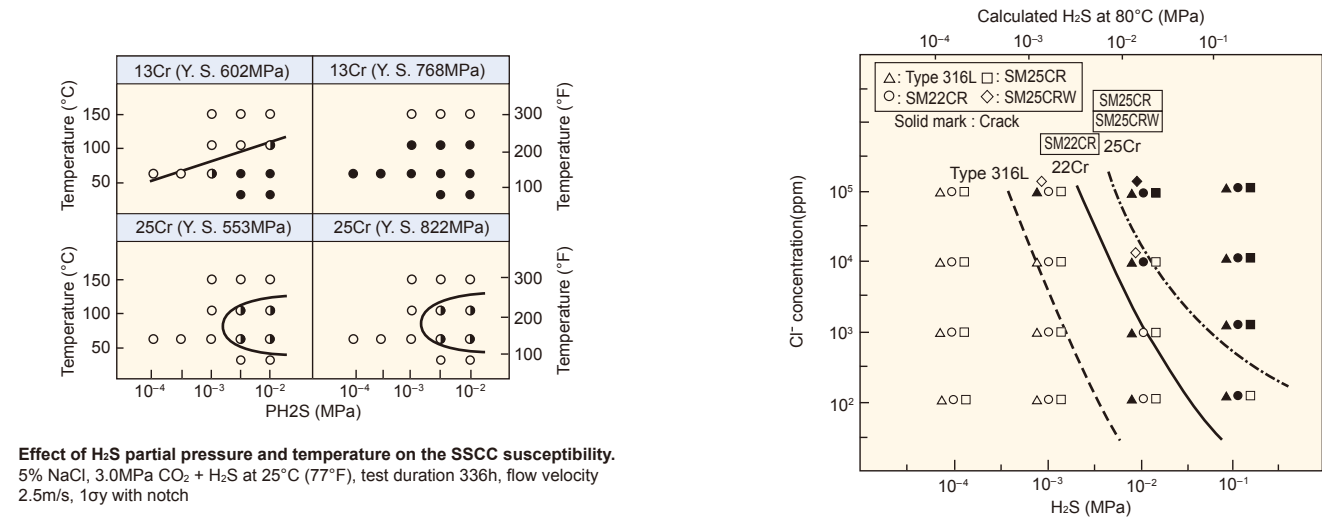 13Cr (Y. S. 602MPa)
13Cr (Y. S. 768MPa)
Temperature (°C)
150
100
50
300
200
100
Temperature (°F)
25Cr (Y. S. 553MPa)
25Cr (Y. S. 822MPa)
Temperature (°C)
150
100
50
300
200
100
Temperature (°F)
10⁻⁴ 10⁻³ 10⁻² 10⁻⁴ 10⁻³ 10⁻²
PH2S (MPa)
Effect of H₂S partial pressure and temperature on the SSCC susceptibility.
5% NaCl, 3.0MPa CO₂ + H₂S at 25°C (77°F), test duration 336h, flow velocity
2.5m/s, 1σy with notch
Calculated H₂S at 80°C (MPa)
10⁻⁴ 10⁻³ 10⁻² 10⁻¹
△: Type 316L □: SM25CR
○: SM22CR ◇: SM25CRW
Solid mark : Crack
SM25CR
SM25CRW
SM22CR
25Cr
22Cr
Type 316L
Cl⁻ concentration(ppm)
10⁵
10⁴
10³
10²
10⁻⁴ 10⁻³ 10⁻² 10⁻¹
H₂S (MPa)